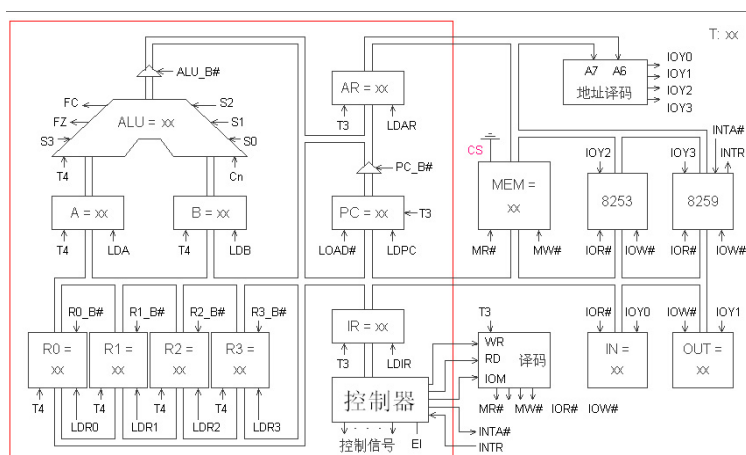 T: xx
ALU_B#
FC
FZ
S3
ALU = xx
S2
S1
S0
T4
Cn
AR = xx
T3
LDAR
A7 A6
地址译码
IOY0
IOY1
IOY2
IOY3
CS
PC_B#
MEM =
xx
MR#
MW#
IOY2
8253
IOR#
IOW#
IOY3
INTA#
INTR
8259
IOR#
IOW#
A = xx
T4
LDA
B = xx
T4
LDB
PC = xx
T3
LOAD#
LDPC
R0_B#
R1_B#
R2_B#
R3_B#
R0 =
xx
R1 =
xx
R2 =
xx
R3 =
xx
T4
T4
T4
T4
LDR0
LDR1
LDR2
LDR3
IR = xx
T3
LDIR
控制器
控制信号
EI
T3
WR
RD
IOM
译码
MR# MW# IOR# IOW#
INTA#
INTR
IOR#
IOY0
IN =
xx
IOW#
IOY1
OUT =
xx